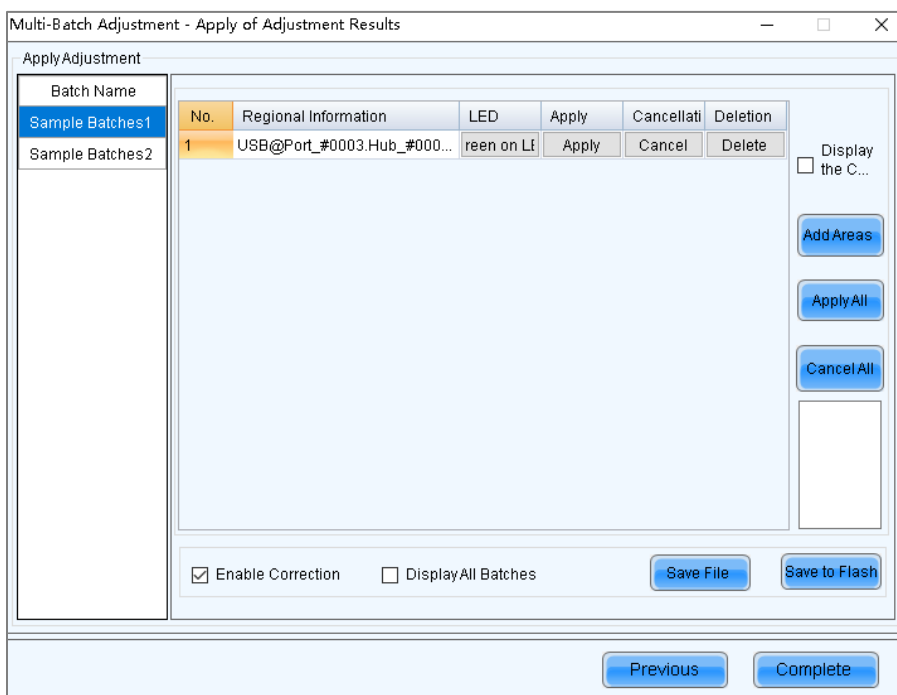 Multi-Batch Adjustment - Apply of Adjustment Results
Apply Adjustment
Batch Name
Sample Batches1
Sample Batches2
No. Regional Information LED Apply Cancellati Deletion
1 USB@Port_#0003.Hub_#000... reen on LE Apply Cancel Delete
Display
the C...
Add Areas
Apply All
Cancel All
Enable Correction Display All Batches Save File Save to Flash
Previous Complete